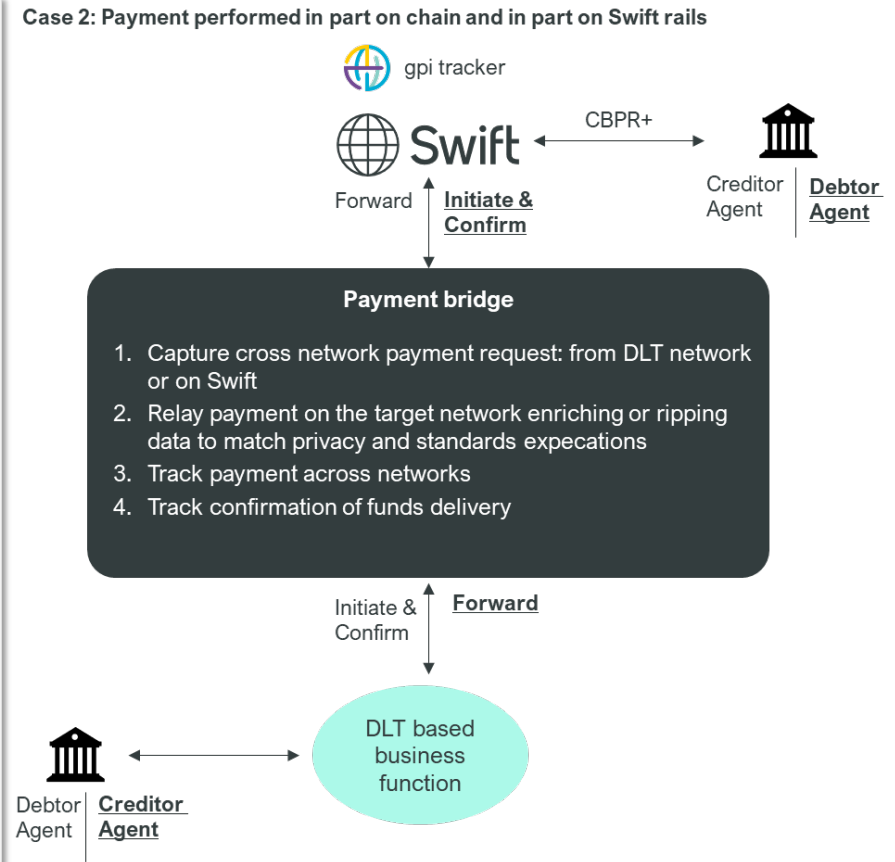 Case 2: Payment performed in part on chain and in part on Swift rails
gpi tracker
Swift
CBPR+
Forward
Initiate &
Confirm
Creditor
Agent
Debtor
Agent
Payment bridge
1. Capture cross network payment request: from DLT network
or on Swift
2. Relay payment on the target network enriching or ripping
data to match privacy and standards expecations
3. Track payment across networks
4. Track confirmation of funds delivery
Initiate &
Confirm
Forward
DLT based
business
function
Debtor
Agent
Creditor
Agent